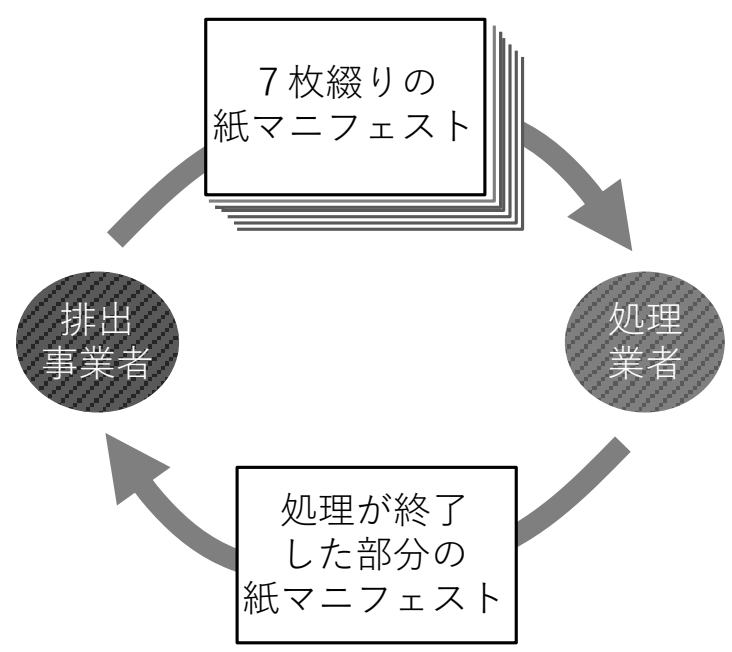 ７枚綴りの
紙マニフェスト
排出
事業者
処理
業者
処理が終了
した部分の
紙マニフェスト